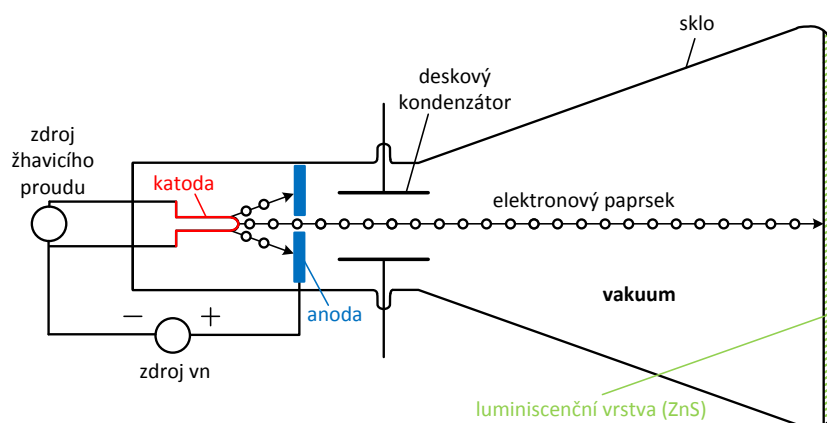 sklo
deskový
kondenzátor
zdroj
žhavicího
proudu
katoda
elektronový paprsek
vakuum
anoda
− +
zdroj vn
luminiscenční vrstva (ZnS)